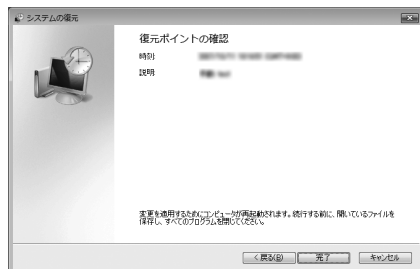 システムの復元
復元ポイントの確認
時刻:
説明:
変更を適用するためにコンピュータが再起動されます。続行する前に、開いているファイルを
保存し、すべてのプログラムを閉じてください。
< 戻る(B)
完了
キャンセル